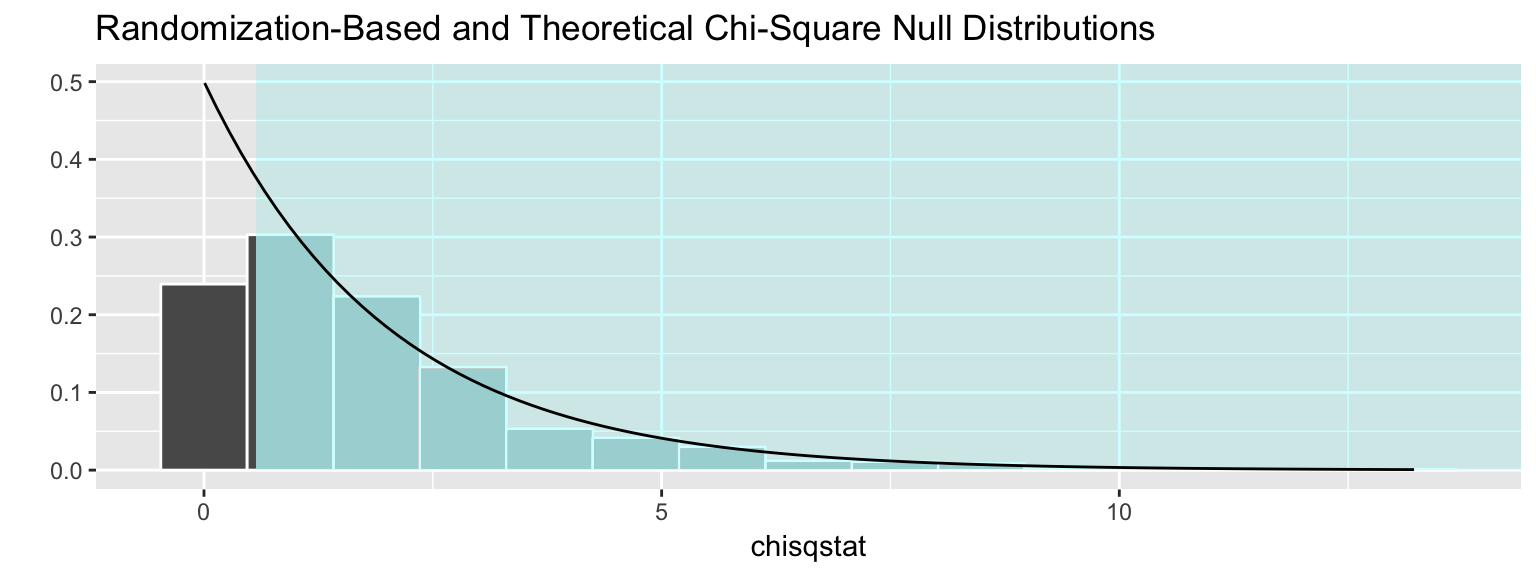 Randomization-Based and Theoretical Chi-Square Null Distributions
0.5
0.4
0.3
0.2
0.1
0.0
0 5 10
chisqstat